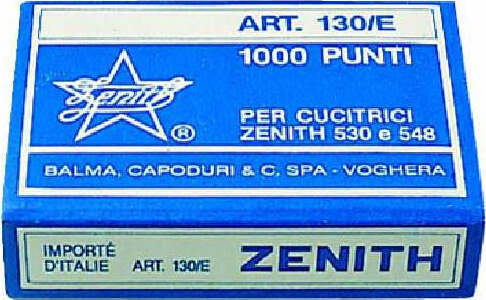 ART. 130/E
1000 PUNTI
Zenith
®
PER CUCITRICI
ZENITH 530 e 548
BALMA, CAPODURI & C. SPA - VOGHERA
IMPORTÉ
D'ITALIE ART. 130/E ZENITH